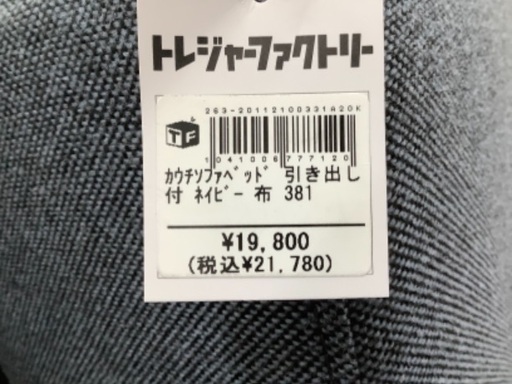 トレジャーファクトリー
263-20112100331A20K
TF
1041006777120
ｶｳﾁｿﾌｧﾍﾞｯﾄﾞ 引き出し
付 ﾈｲﾋﾞｰ 布 381
¥19,800
(税込¥21,780)